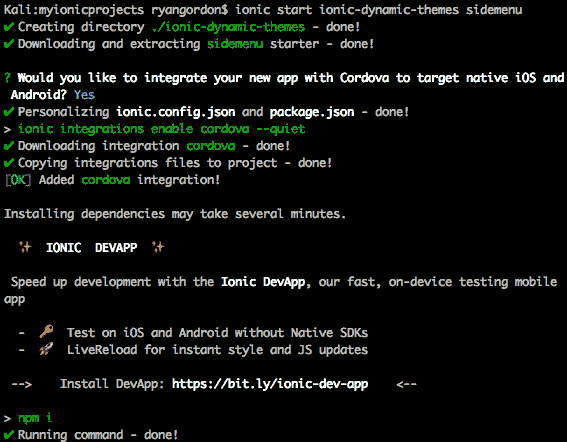 Kali:myionicprojects ryangordon$ ionic start ionic-dynamic-themes sidemenu
✔ Creating directory ./ionic-dynamic-themes - done!
✔ Downloading and extracting sidemenu starter - done!
? Would you like to integrate your new app with Cordova to target native iOS and
 Android? Yes
✔ Personalizing ionic.config.json and package.json - done!
> ionic integrations enable cordova --quiet
✔ Downloading integration cordova - done!
✔ Copying integrations files to project - done!
[OK] Added cordova integration!
Installing dependencies may take several minutes.
✨ IONIC DEVAPP ✨
Speed up development with the Ionic DevApp, our fast, on-device testing mobile
app
- 🔑 Test on iOS and Android without Native SDKs
- 🚀 LiveReload for instant style and JS updates
--> Install DevApp: https://bit.ly/ionic-dev-app <--
> npm i
✔ Running command - done!